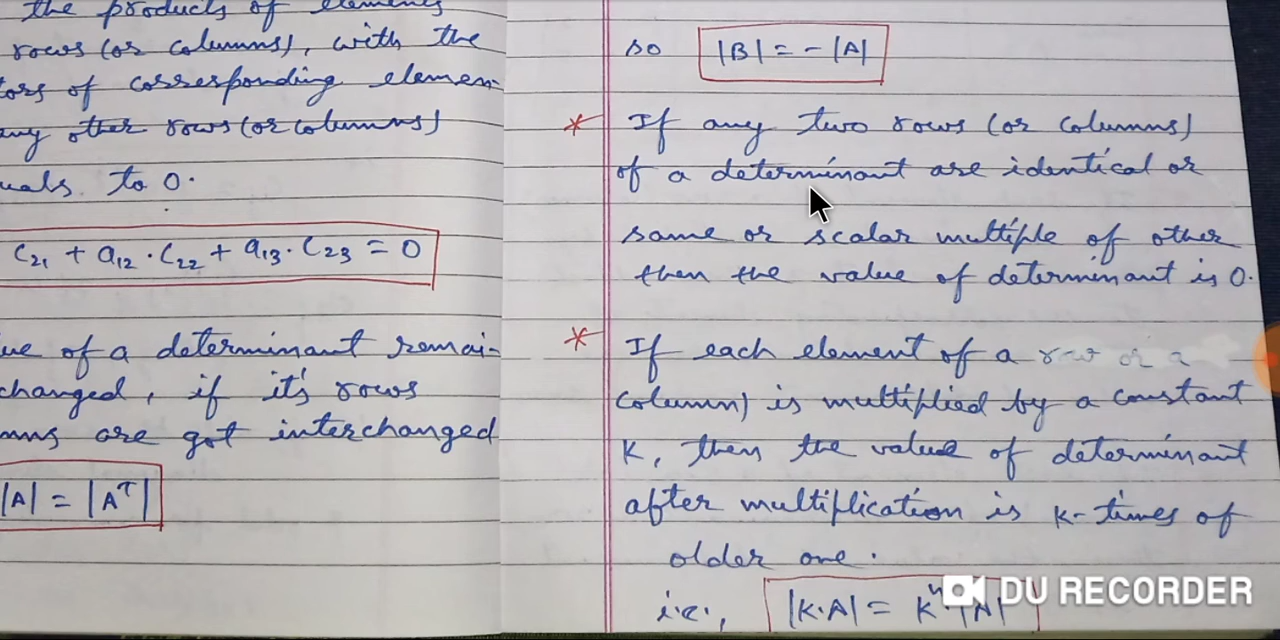 the products of elements
rows (or columns), with the
tors of corresponding elemen-
any other rows (or columns)
uals to 0.
C21 + a12 · C22 + a13 · C23 = 0
ue of a determinant remai-
changed, if it's rows
mns are got interchanged
|A| = |Aᵀ|
so |B| = - |A|
* If any two rows (or columns)
of a determinant are identical or
same or scalar multiple of other
then the value of determinant is 0.
* If each element of a row or a
column) is multiplied by a constant
K, then the value of determinant
after multiplication is K-times of
older one.
i.e., |K·A| = Kⁿ·|A|
DU RECORDER